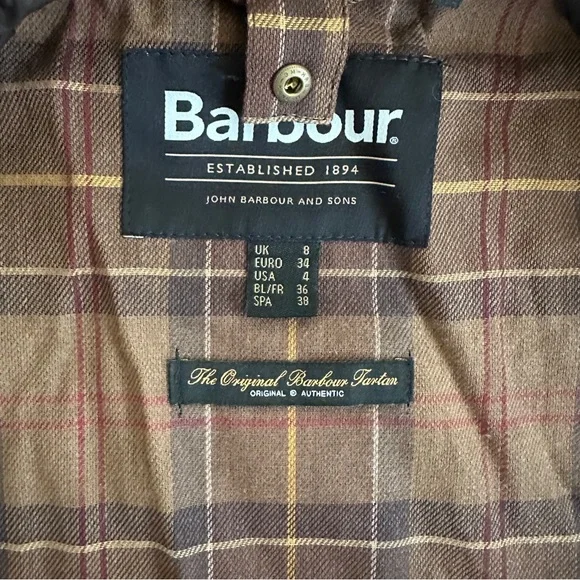 Barbour®
ESTABLISHED 1894
JOHN BARBOUR AND SONS
UK 8
EURO 34
USA 4
BL/FR 36
SPA 38
The Original Barbour Tartan
ORIGINAL & AUTHENTIC